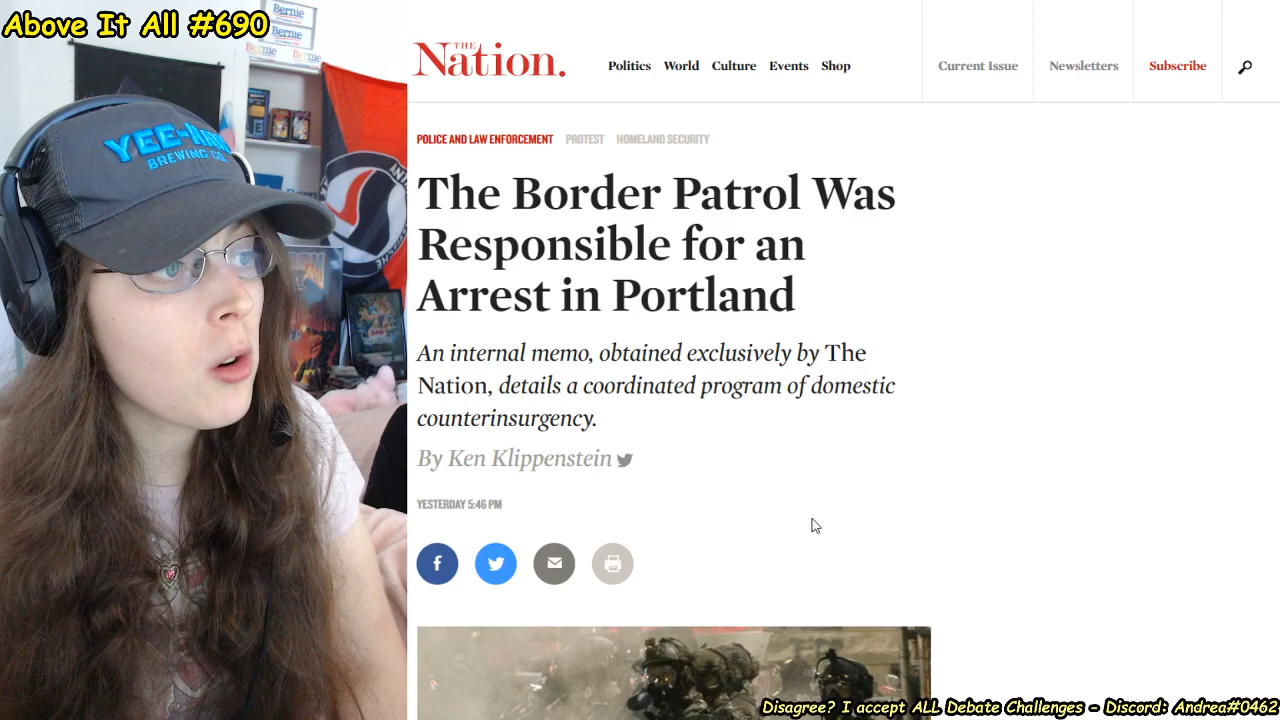 Above It All #690
Bernie
Bernie
Bernie
YEE-HAW
BREWING CO.
THE
Nation.
Politics World Culture Events Shop
Current Issue Newsletters Subscribe
POLICE AND LAW ENFORCEMENT PROTEST HOMELAND SECURITY
The Border Patrol Was
Responsible for an
Arrest in Portland
An internal memo, obtained exclusively by The
Nation, details a coordinated program of domestic
counterinsurgency.
By Ken Klippenstein
YESTERDAY 5:46 PM
Disagree? I accept ALL Debate Challenges - Discord: Andrea#0462